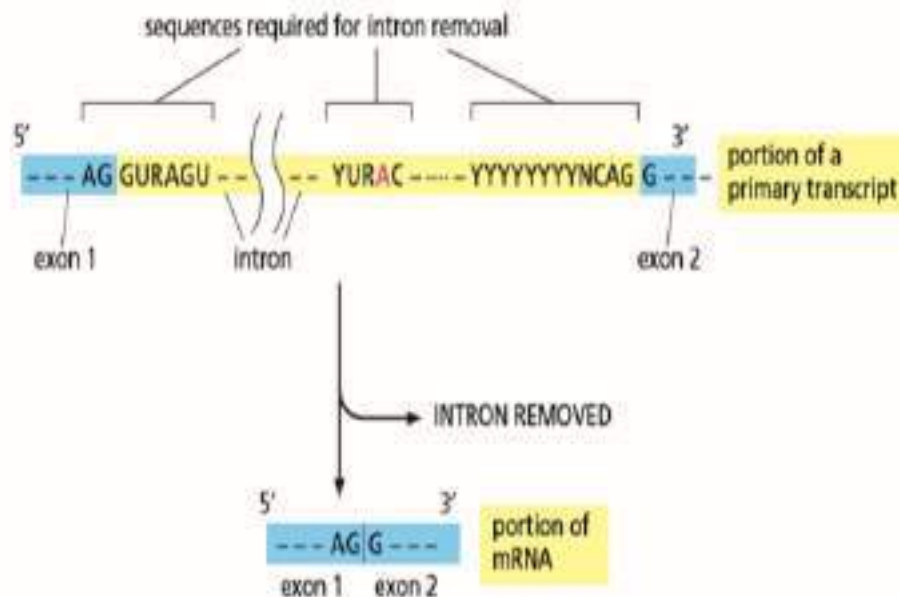 sequences required for intron removal
5' 3'
- - - AG GURAGU - - - - YURAC ····· - - YYYYYYYYNCAG G - - - -
portion of a
primary transcript
exon 1 intron exon 2
INTRON REMOVED
5' 3'
- - - - AG G - - - -
exon 1 exon 2
portion of
mRNA